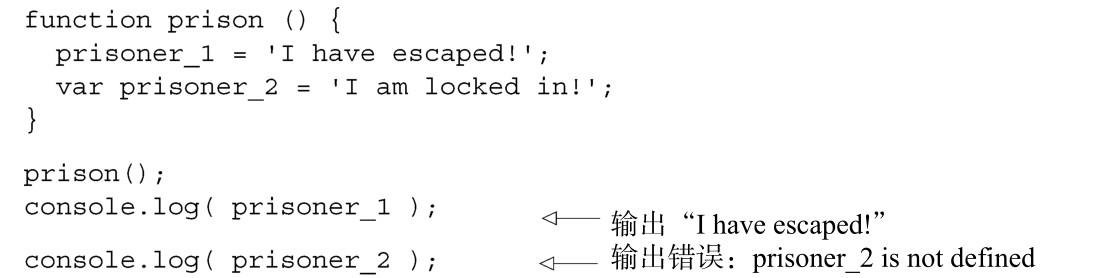 function prison () {
  prisoner_1 = 'I have escaped!';
  var prisoner_2 = 'I am locked in!';
}
prison();
console.log( prisoner_1 ); 输出“I have escaped!”
console.log( prisoner_2 ); 输出错误：prisoner_2 is not defined